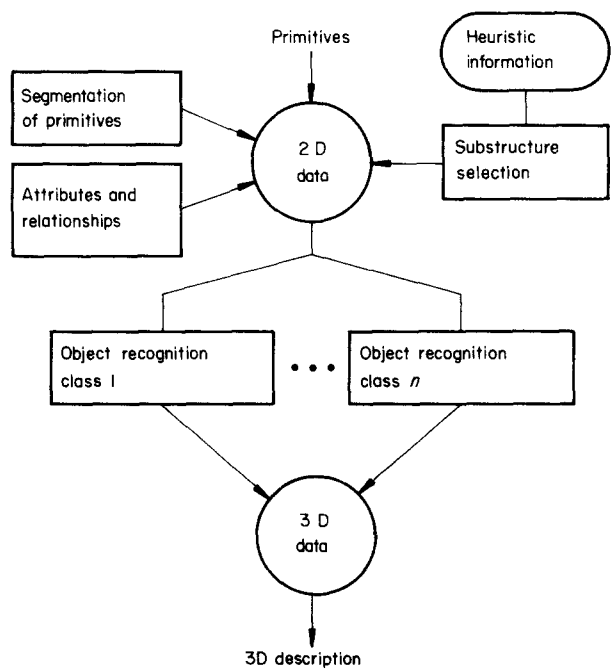 Primitives
Heuristic
information
Segmentation
of primitives
2 D
data
Substructure
selection
Attributes and
relationships
Object recognition
class 1
• • •
Object recognition
class n
3 D
data
3D description